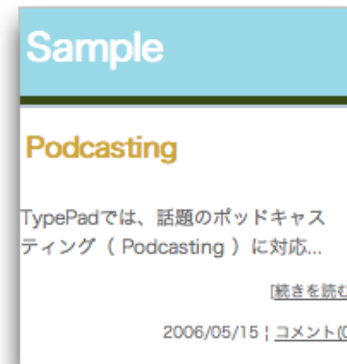 Sample
Podcasting
TypePadでは、話題のポッドキャス
ティング（ Podcasting ）に対応...
[続きを読む
2006/05/15 ¦ コメント(0